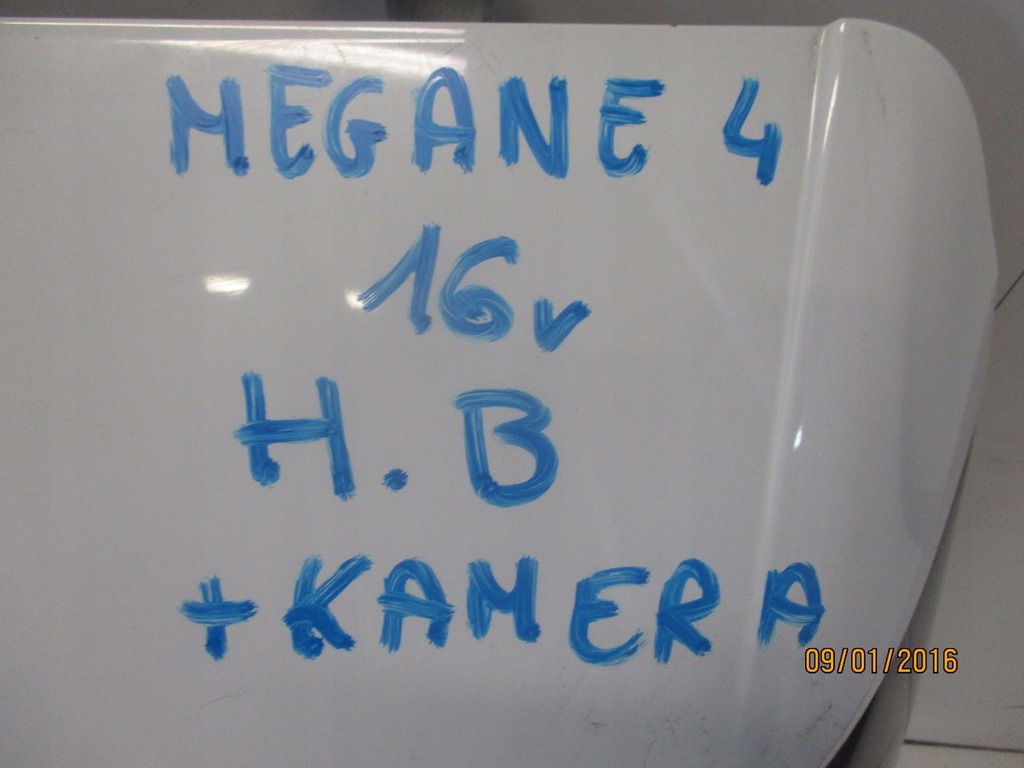 MEGANE 4
16v
H.B
+KAMERA
09/01/2016